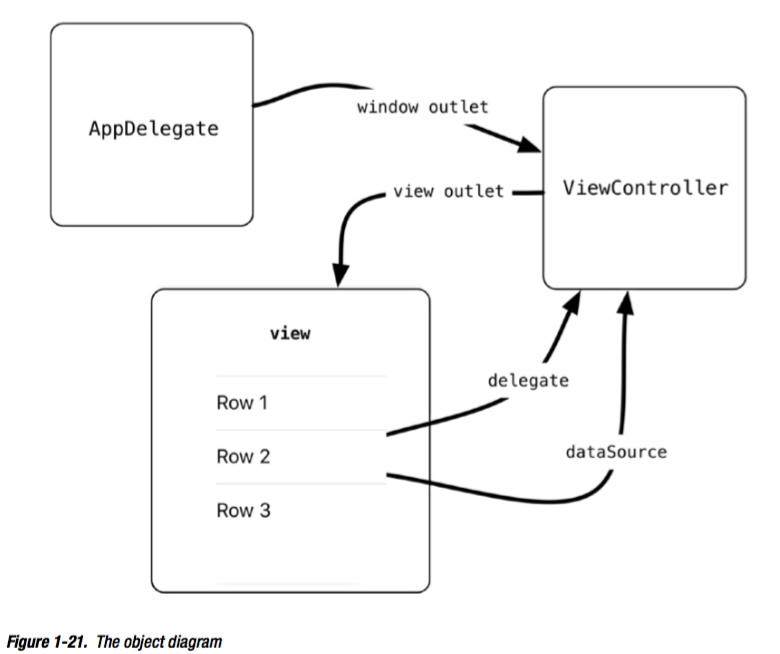 AppDelegate
window outlet
view outlet
ViewController
view
Row 1
Row 2
Row 3
delegate
dataSource
Figure 1-21. The object diagram